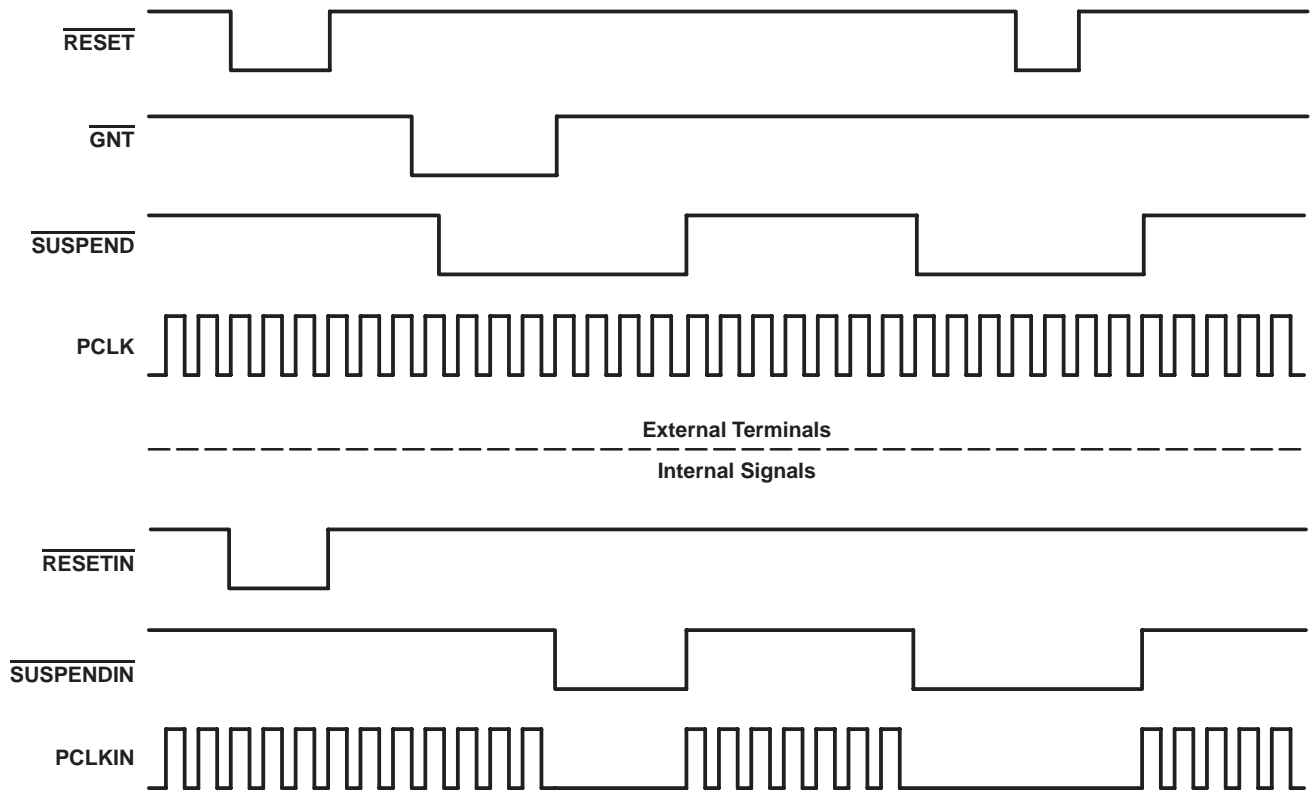 RESET
GNT
SUSPEND
PCLK
External Terminals
Internal Signals
RESETIN
SUSPENDIN
PCLKIN